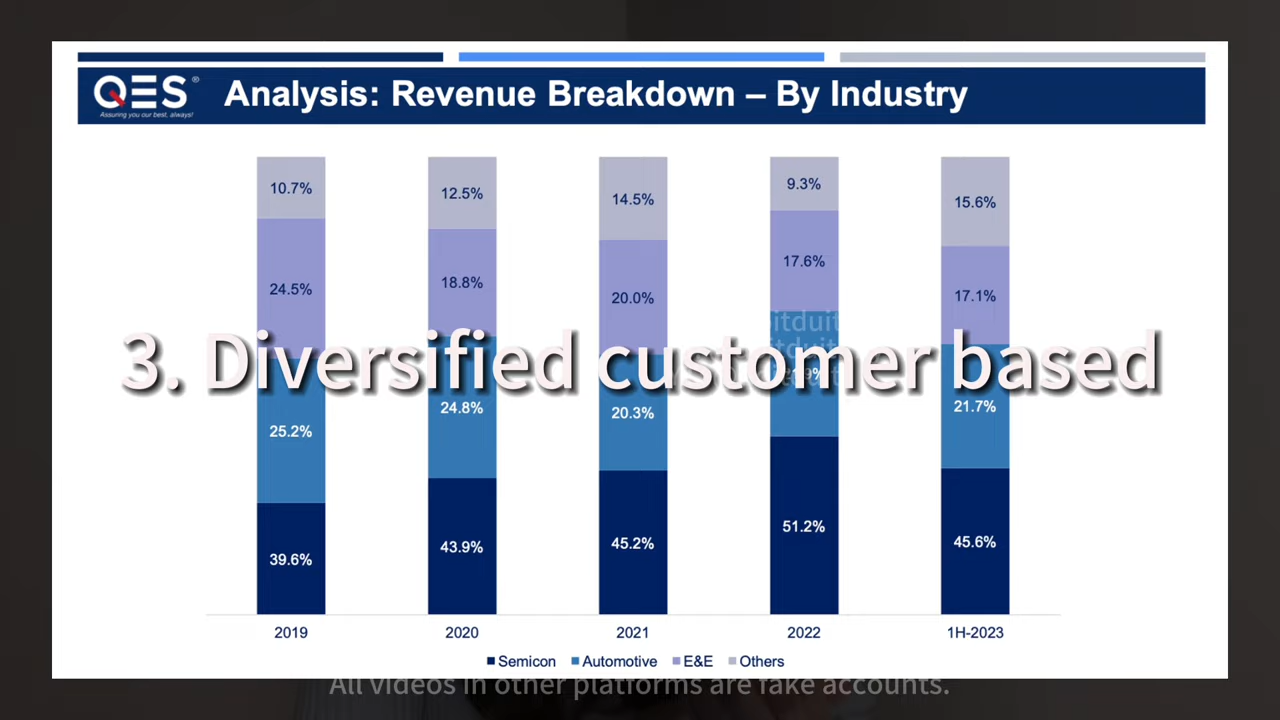 QES®
Assuring you our best, always!
Analysis: Revenue Breakdown – By Industry
10.7% 12.5% 14.5% 9.3% 15.6%
24.5% 18.8% 20.0% 17.6% 17.1%
3. Diversified customer based
25.2% 24.8% 20.3% 21.7%
39.6% 43.9% 45.2% 51.2% 45.6%
2019 2020 2021 2022 1H-2023
Semicon Automotive E&E Others
All videos in other platforms are fake accounts.